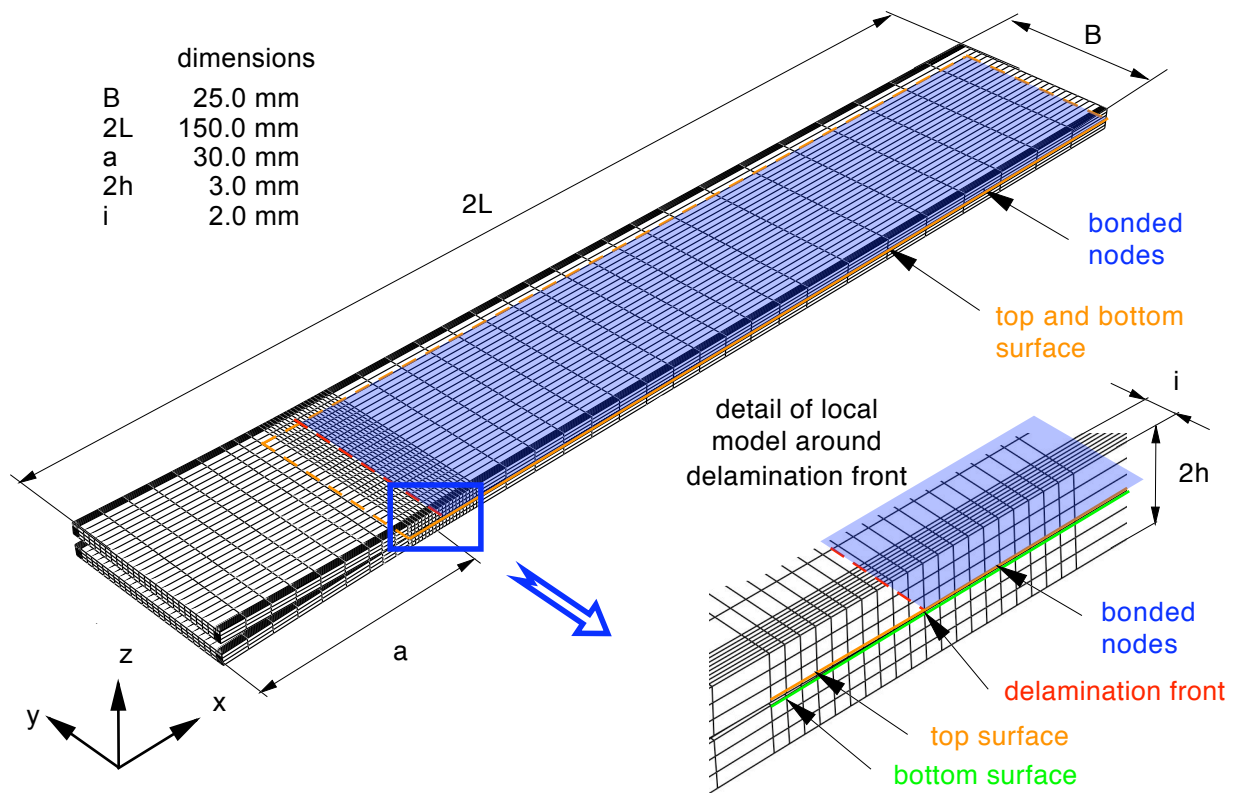 dimensions
B 25.0 mm
2L 150.0 mm
a 30.0 mm
2h 3.0 mm
i 2.0 mm
B
2L
bonded
nodes
top and bottom
surface
i
detail of local
model around
delamination front
2h
bonded
nodes
a
z
delamination front
x
y
top surface
bottom surface